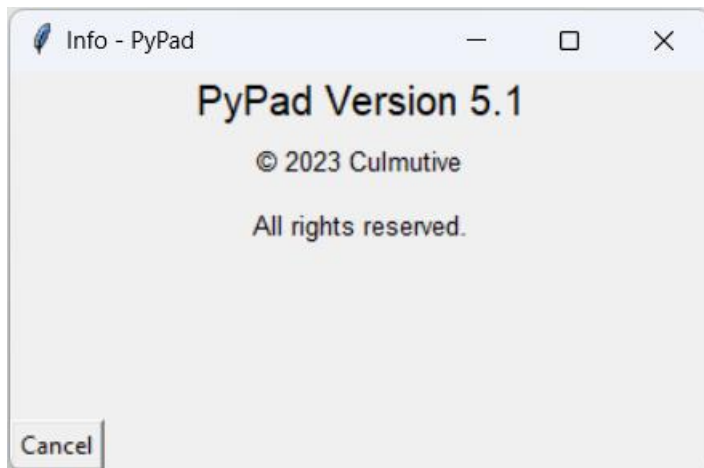 Info - PyPad
PyPad Version 5.1
© 2023 Culmutive
All rights reserved.
Cancel